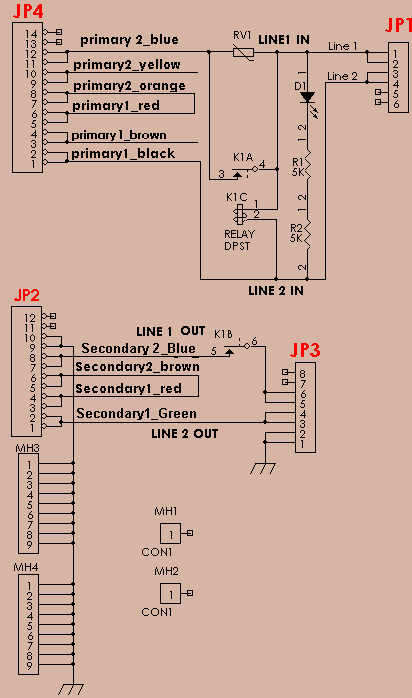 JP4
JP1
14
13
12
11
10
9
8
7
6
5
4
3
2
1
primary 2_blue
primary2_yellow
primary2_orange
primary1_red
primary1_brown
primary1_black
RV1
LINE1 IN
Line 1
Line 2
1
2
3
4
5
6
1
D1
2
1
R1
5K
2
1
R2
5K
2
K1A
3
4
K1C
1
2
RELAY
DPST
LINE 2 IN
JP2
12
11
10
9
8
7
6
5
4
3
2
1
LINE 1 OUT
K1B
Secondary 2_Blue
5
6
Secondary2_brown
Secondary1_red
Secondary1_Green
LINE 2 OUT
JP3
8
7
6
5
4
3
2
1
MH3
1
2
3
4
5
6
7
8
9
MH1
1
CON1
MH4
1
2
3
4
5
6
7
8
9
MH2
1
CON1